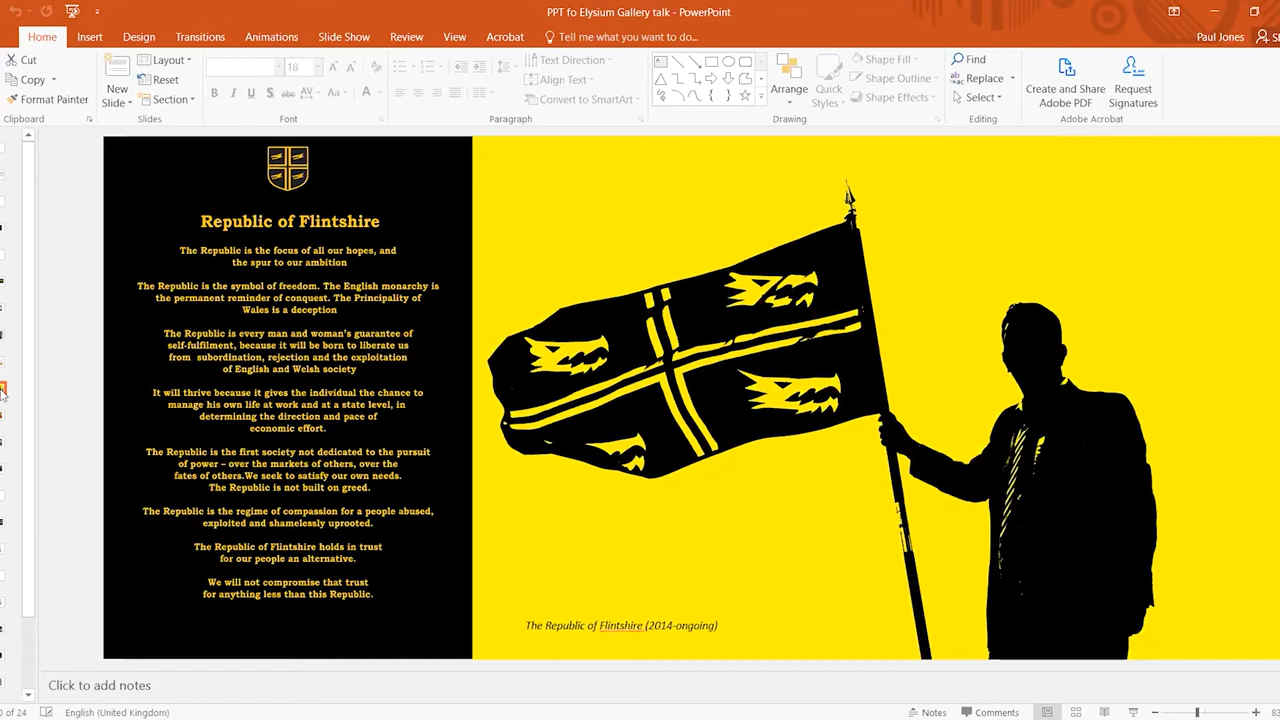 PPT fo Elysium Gallery talk - PowerPoint
Home Insert Design Transitions Animations Slide Show Review View Acrobat Tell me what you want to do... Paul Jones
Cut
Copy
Format Painter
Clipboard
New
Slide
Layout
Reset
Section
Slides
18
Font
Paragraph
Text Direction
Align Text
Convert to SmartArt
Arrange
Quick
Styles
Shape Fill
Shape Outline
Shape Effects
Drawing
Find
Replace
Select
Editing
Create and Share
Adobe PDF
Request
Signatures
Adobe Acrobat
Republic of Flintshire
The Republic is the focus of all our hopes, and
the spur to our ambition
The Republic is the symbol of freedom. The English monarchy is
the permanent reminder of conquest. The Principality of
Wales is a deception
The Republic is every man and woman's guarantee of
self-fulfilment, because it will be born to liberate us
from subordination, rejection and the exploitation
of English and Welsh society
It will thrive because it gives the individual the chance to
manage his own life at work and at a state level, in
determining the direction and pace of
economic effort.
The Republic is the first society not dedicated to the pursuit
of power – over the markets of others, over the
fates of others.We seek to satisfy our own needs.
The Republic is not built on greed.
The Republic is the regime of compassion for a people abused,
exploited and shamelessly uprooted.
The Republic of Flintshire holds in trust
for our people an alternative.
We will not compromise that trust
for anything less than this Republic.
The Republic of Flintshire (2014-ongoing)
Click to add notes
of 24 English (United Kingdom) Notes Comments